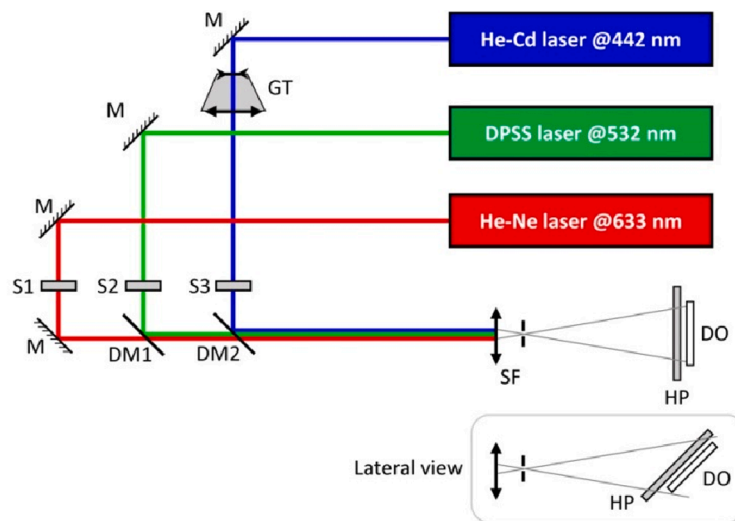 M
He-Cd laser @442 nm
GT
M
DPSS laser @532 nm
M
He-Ne laser @633 nm
S1
S2
S3
M
DM1
DM2
SF
DO
HP
Lateral view
HP
DO